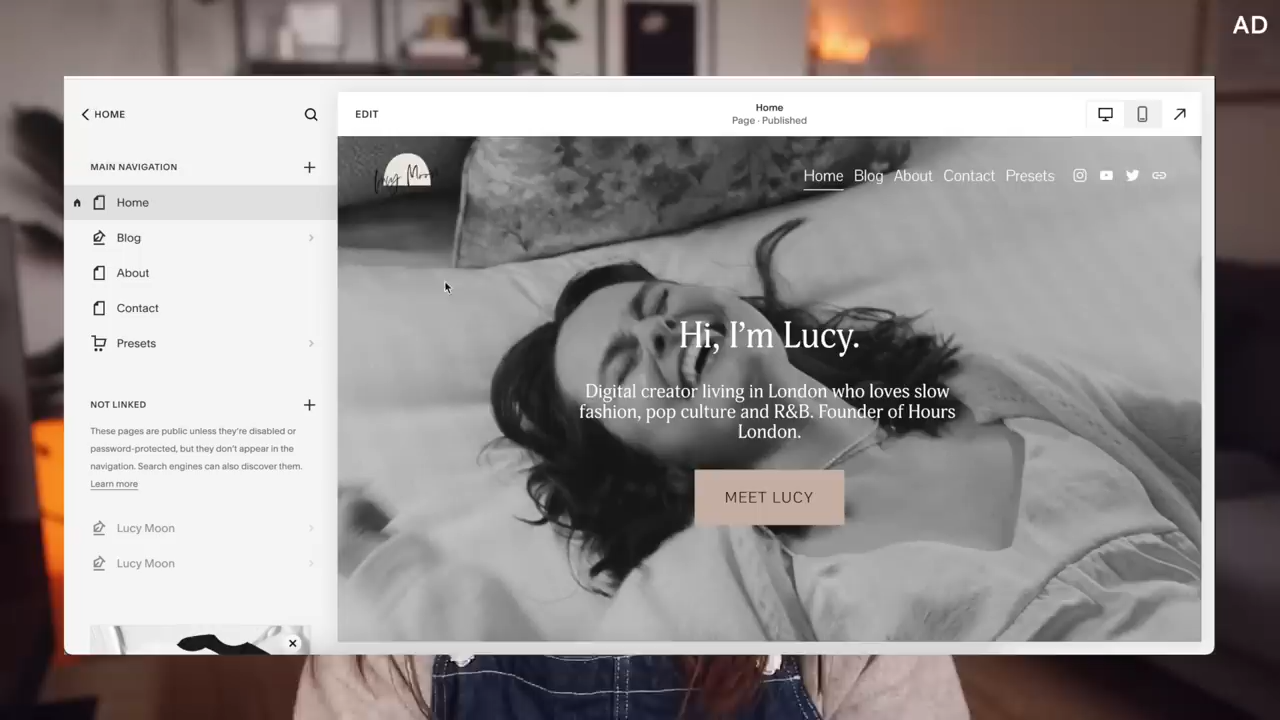 AD
HOME
MAIN NAVIGATION
Home
Blog
About
Contact
Presets
NOT LINKED
These pages are public unless they're disabled or
password-protected, but they don't appear in the
navigation. Search engines can also discover them.
Learn more
Lucy Moon
Lucy Moon
EDIT
Home
Page · Published
Lucy Moon
Home Blog About Contact Presets
Hi, I’m Lucy.
Digital creator living in London who loves slow
fashion, pop culture and R&B. Founder of Hours
London.
MEET LUCY